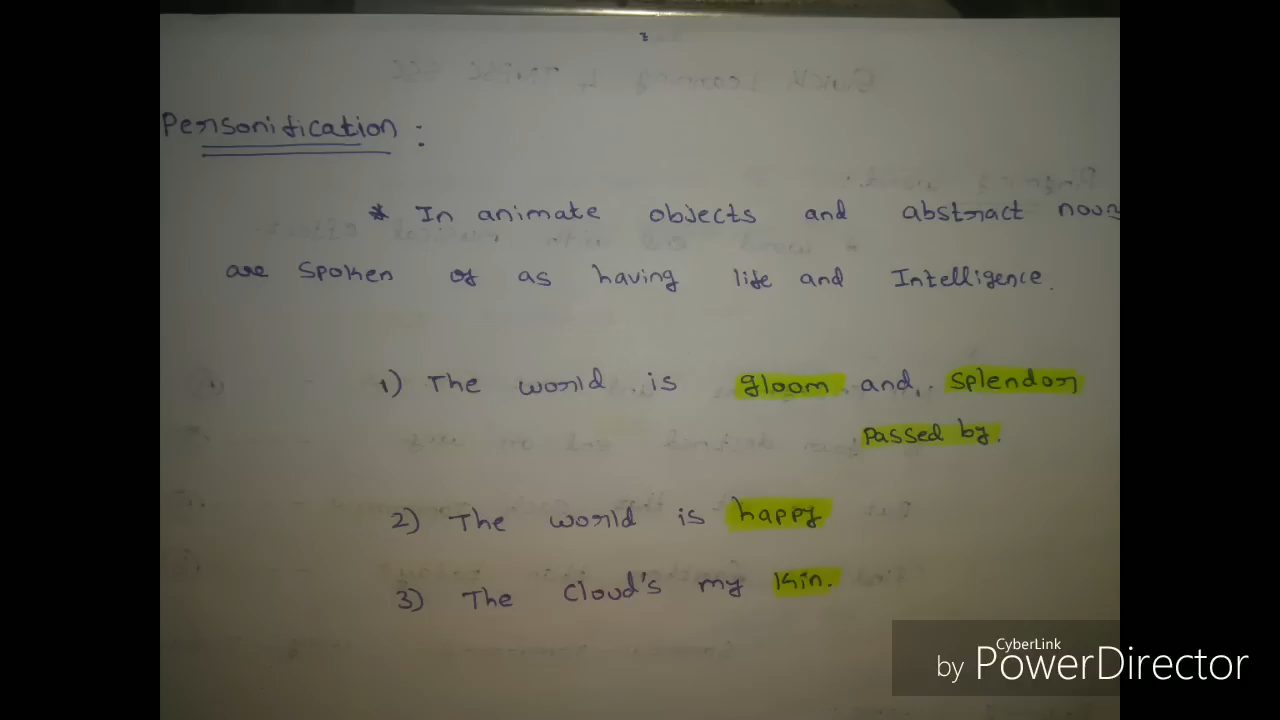 Personification :
* In animate objects and abstract noun
are spoken of as having life and Intelligence.
1) The world is gloom and, splendor
passed by.
2) The world is happy
3) The cloud's my kin.
CyberLink
by PowerDirector